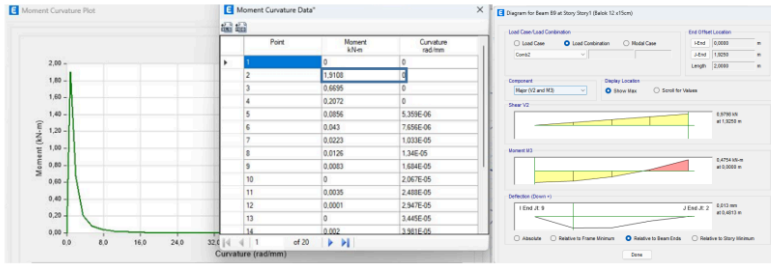 Moment Curvature Plot
2,00
1,80
1,60
1,40
1,20
1,00
0,80
0,60
0,40
0,20
0,00
Moment (kN-m)
0,0 8,0 16,0 24,0 32,0
Curvature (rad/mm)
Moment Curvature Data"
Point Moment kN-m Curvature rad/mm
1 0 0
2 1,9108 0
3 0,6695 0
4 0,2072 0
5 0,0856 5,359E-06
6 0,043 7,656E-06
7 0,0223 1,033E-05
8 0,0126 1,34E-05
9 0,0083 1,684E-05
10 0 2,067E-05
11 0,0035 2,488E-05
12 0,0001 2,947E-05
13 0 3,445E-05
14 0,002 3,981E-05
1 of 20
Diagram for Beam B9 at Story Story1 (Balok 12 x15cm)
Load Case/Load Combination
Load Case Load Combination Modal Case
Comb2
End Offset Location
I-End 0,0000 m
J-End 1,9250 m
Length 2,0000 m
Component
Major (V2 and M3)
Display Location
Show Max Scroll for Values
Shear V2
at 1,9250 m
Moment M3
0,4754 kN-m
Deflection (Down +)
I End Jt: 9 J End Jt: 2
0,213 mm
Absolute Relative to Frame Minimum Relative to Beam Ends Relative to Story Minimum
Done